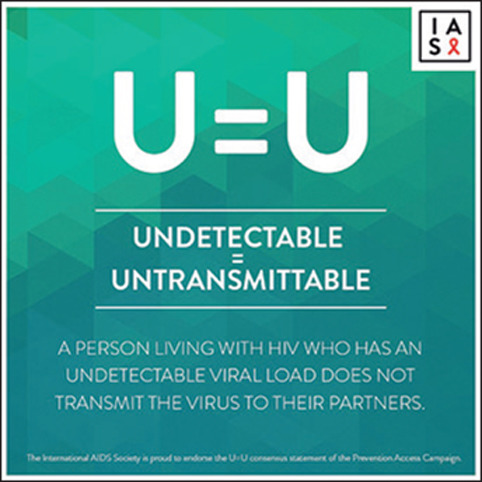 I A
S
U=U
UNDETECTABLE
=
UNTRANSMITTABLE
A PERSON LIVING WITH HIV WHO HAS AN
UNDETECTABLE VIRAL LOAD DOES NOT
TRANSMIT THE VIRUS TO THEIR PARTNERS.
The International AIDS Society is proud to endorse the U=U consensus statement of the Prevention Access Campaign.